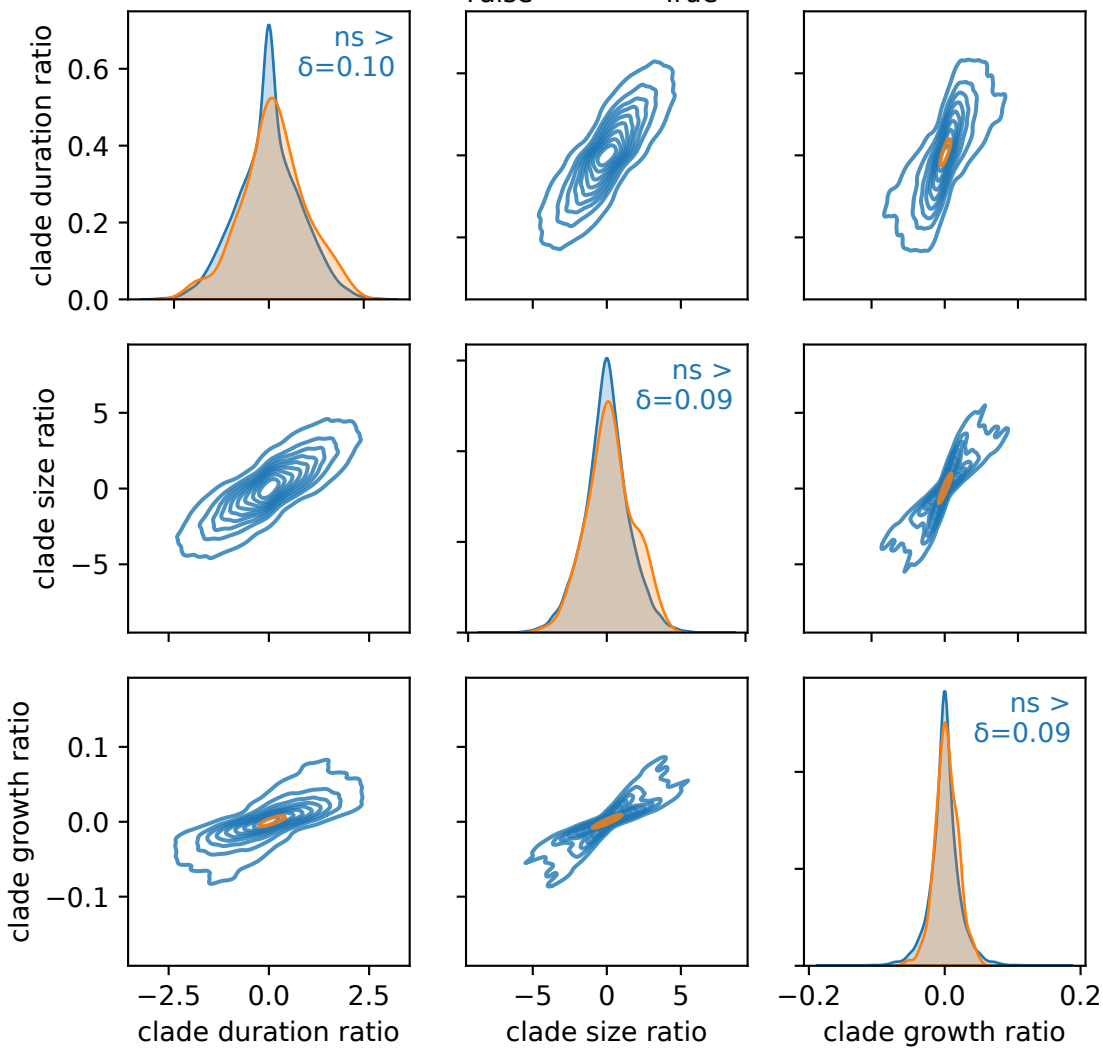 ns >
δ=0.10
clade duration ratio
0.6
0.4
0.2
0.0
ns >
δ=0.09
clade size ratio
5
0
−5
ns >
δ=0.09
clade growth ratio
0.1
0.0
−0.1
−2.5 0.0 2.5 −5 0 5 −0.2 0.0 0.2
clade duration ratio clade size ratio clade growth ratio